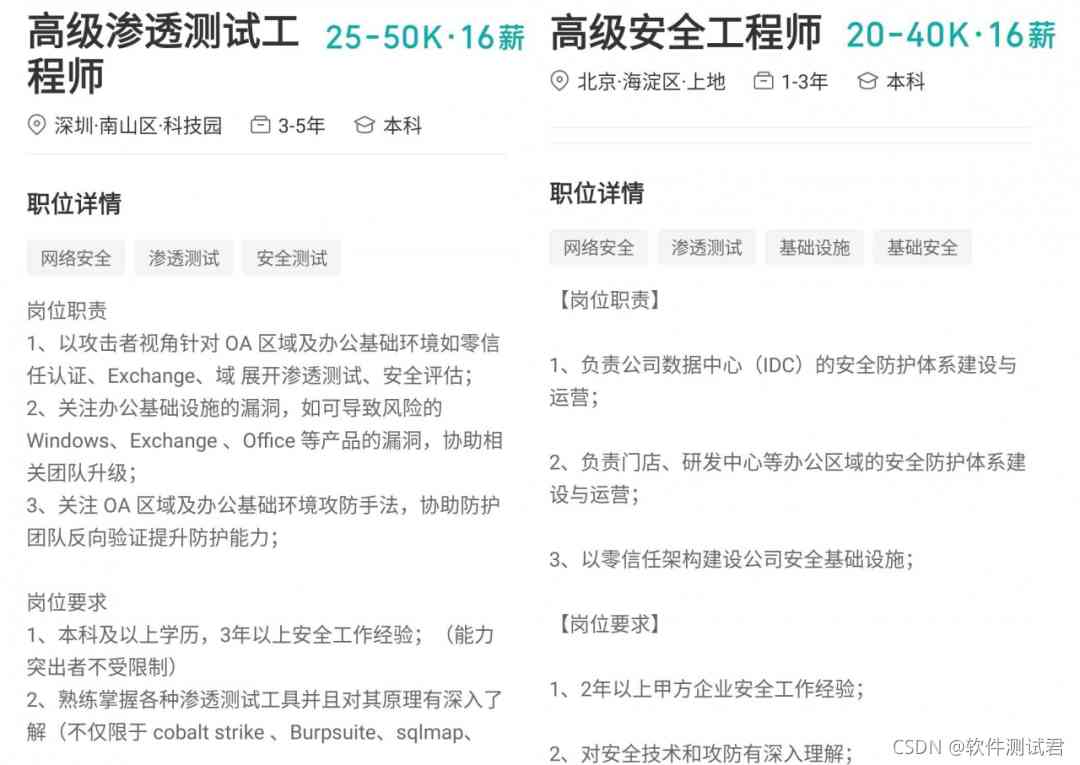 高级渗透测试工
程师
25-50K·16薪
深圳·南山区·科技园 3-5年 本科
职位详情
网络安全 渗透测试 安全测试
岗位职责
1、以攻击者视角针对 OA 区域及办公基础环境如零信
任认证、Exchange、域 展开渗透测试、安全评估；
2、关注办公基础设施的漏洞，如可导致风险的
Windows、Exchange 、Office 等产品的漏洞，协助相
关团队升级；
3、关注 OA 区域及办公基础环境攻防手法，协助防护
团队反向验证提升防护能力；
岗位要求
1、本科及以上学历，3年以上安全工作经验；（能力
突出者不受限制）
2、熟练掌握各种渗透测试工具并且对其原理有深入了
解（不仅限于 cobalt strike 、Burpsuite、sqlmap、
高级安全工程师 20-40K·16薪
北京·海淀区·上地 1-3年 本科
职位详情
网络安全 渗透测试 基础设施 基础安全
【岗位职责】
1、负责公司数据中心（IDC）的安全防护体系建设与
运营；
2、负责门店、研发中心等办公区域的安全防护体系建
设与运营；
3、以零信任架构建设公司安全基础设施；
【岗位要求】
1、2年以上甲方企业安全工作经验；
2、对安全技术和攻防有深入理解；
CSDN @软件测试君